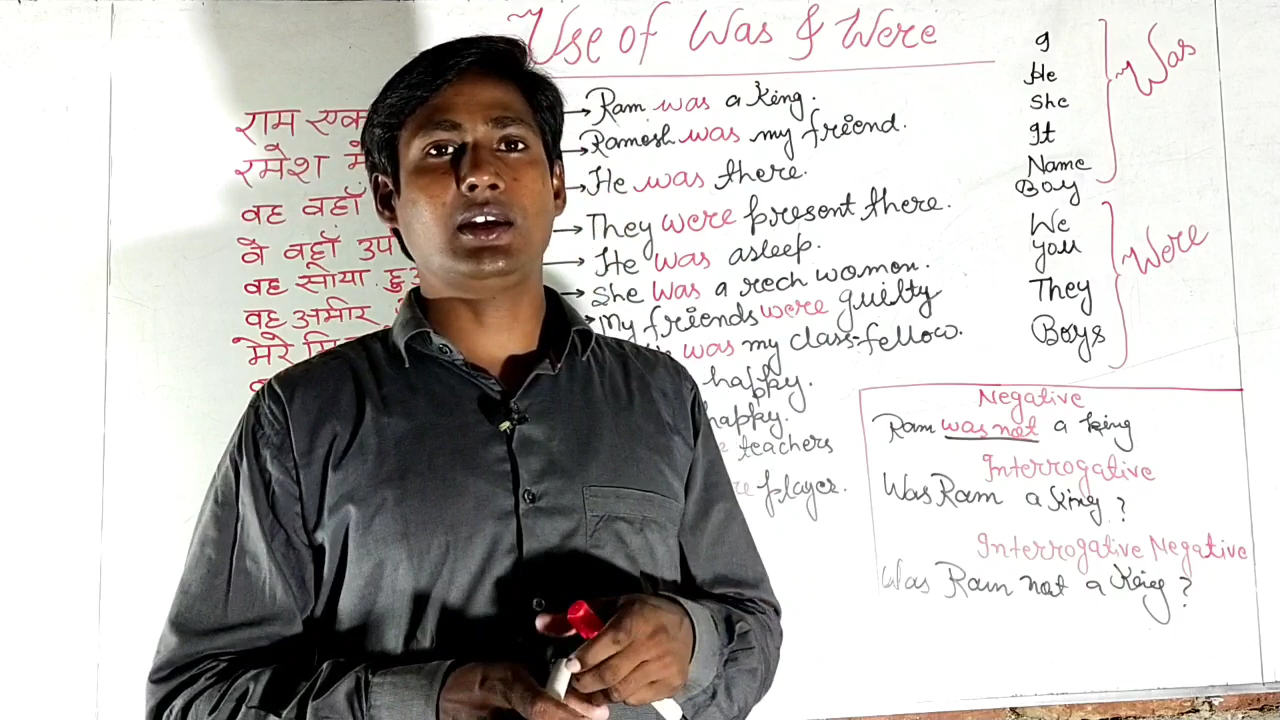 Use of Was & Were
राम एक
→ Ram was a king.
रमेश मे
→ Ramesh was my friend.
वह वहाँ
→ He was there.
वे वहाँ उप
→ They were present there.
वह सोया हुआ
→ He was asleep.
वह अमीर
→ She was a rech women.
मेरे मि
→ My friends were guilty
was my class-fellow.
happy.
happy.
teachers
player.
I
He
She
It
Name
Boy
Was
We
you
They
Boys
Were
Negative
Ram was not a king
Interrogative
Was Ram a king ?
Interrogative Negative
Was Ram not a King ?